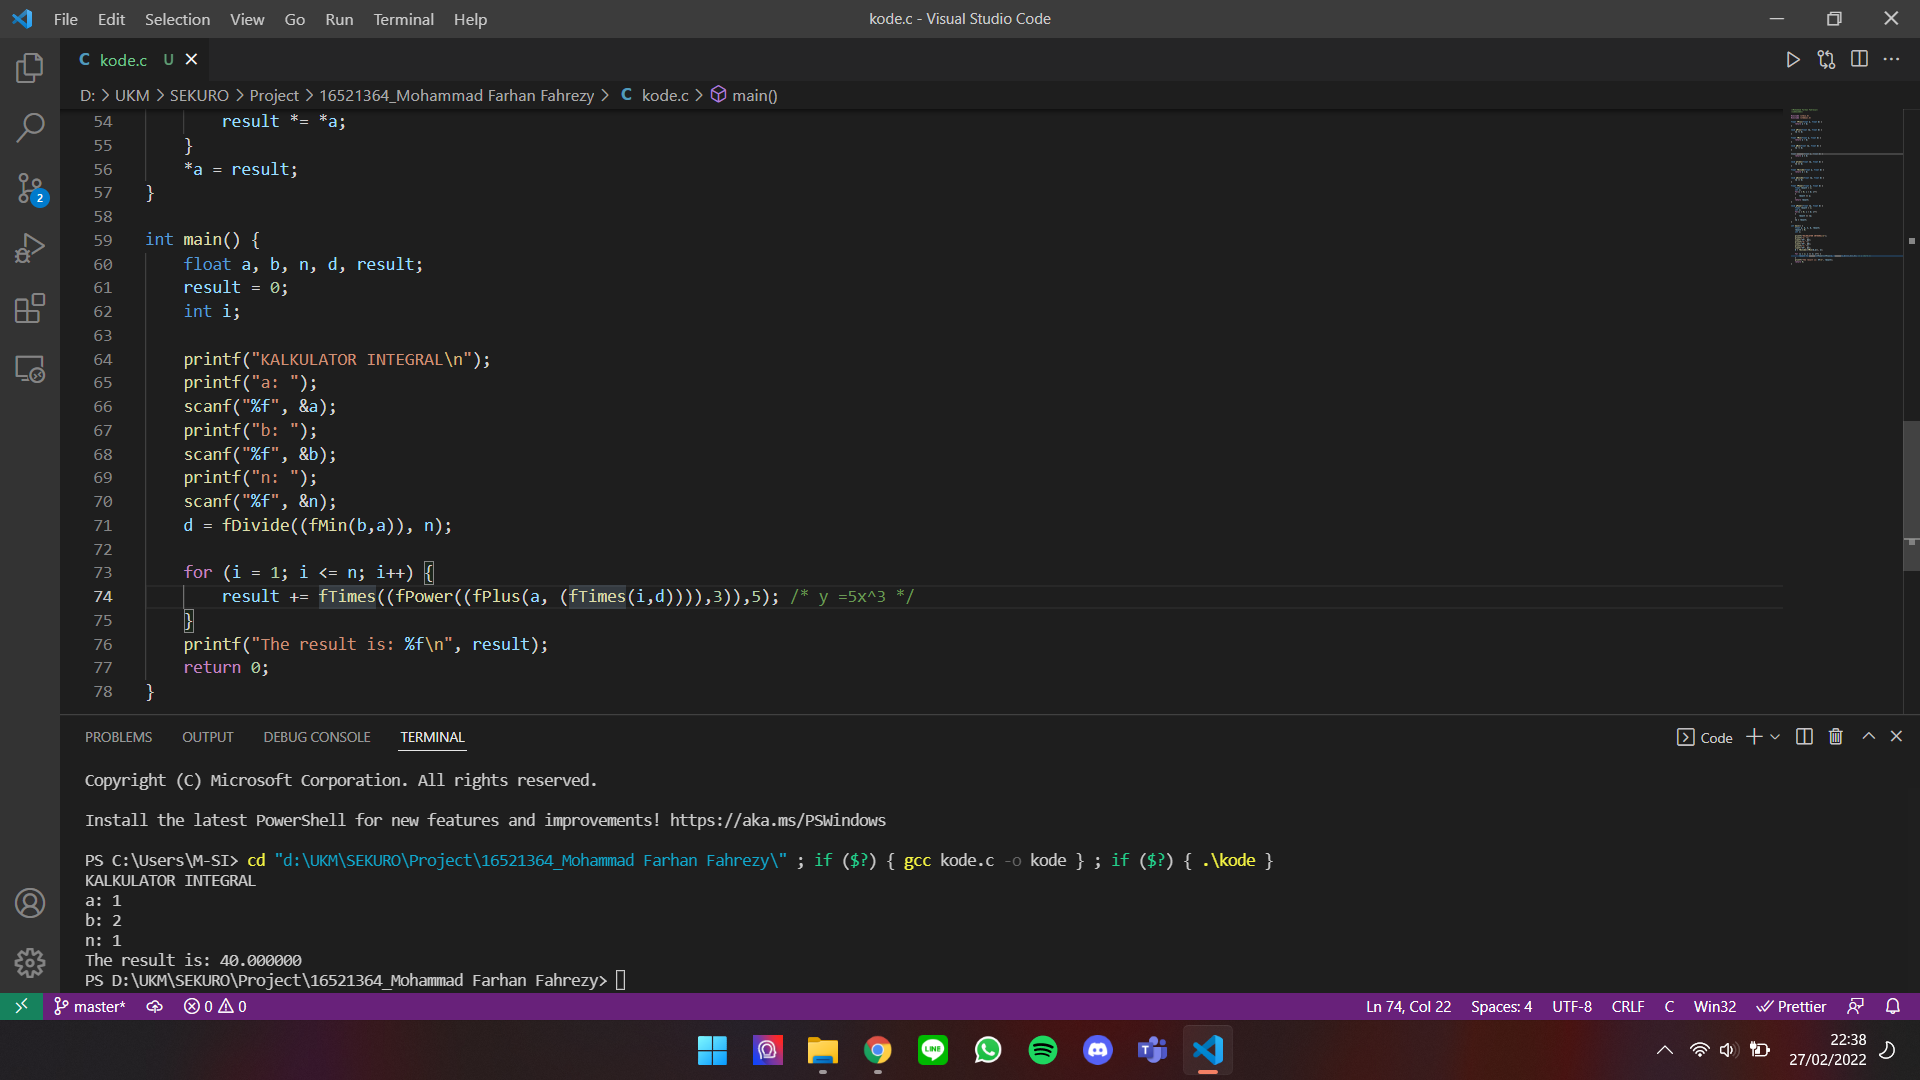 File Edit Selection View Go Run Terminal Help
kode.c - Visual Studio Code
C kode.c U
D: > UKM > SEKURO > Project > 16521364_Mohammad Farhan Fahrezy > C kode.c > main()
54 result *= *a;
55 }
56 *a = result;
57 }
58
59 int main() {
60 float a, b, n, d, result;
61 result = 0;
62 int i;
63
64 printf("KALKULATOR INTEGRAL\n");
65 printf("a: ");
66 scanf("%f", &a);
67 printf("b: ");
68 scanf("%f", &b);
69 printf("n: ");
70 scanf("%f", &n);
71 d = fDivide((fMin(b,a)), n);
72
73 for (i = 1; i <= n; i++) {
74 result += fTimes((fPower((fPlus(a, (fTimes(i,d)))),3)),5); /* y =5x^3 */
75 }
76 printf("The result is: %f\n", result);
77 return 0;
78 }
2
PROBLEMS OUTPUT DEBUG CONSOLE TERMINAL
Code
Copyright (C) Microsoft Corporation. All rights reserved.
Install the latest PowerShell for new features and improvements! https://aka.ms/PSWindows
PS C:\Users\M-SI> cd "d:\UKM\SEKURO\Project\16521364_Mohammad Farhan Fahrezy\" ; if ($?) { gcc kode.c -o kode } ; if ($?) { .\kode }
KALKULATOR INTEGRAL
a: 1
b: 2
n: 1
The result is: 40.000000
PS D:\UKM\SEKURO\Project\16521364_Mohammad Farhan Fahrezy>
master* 0 0
Ln 74, Col 22 Spaces: 4 UTF-8 CRLF C Win32 Prettier
LINE
T
22:38
27/02/2022